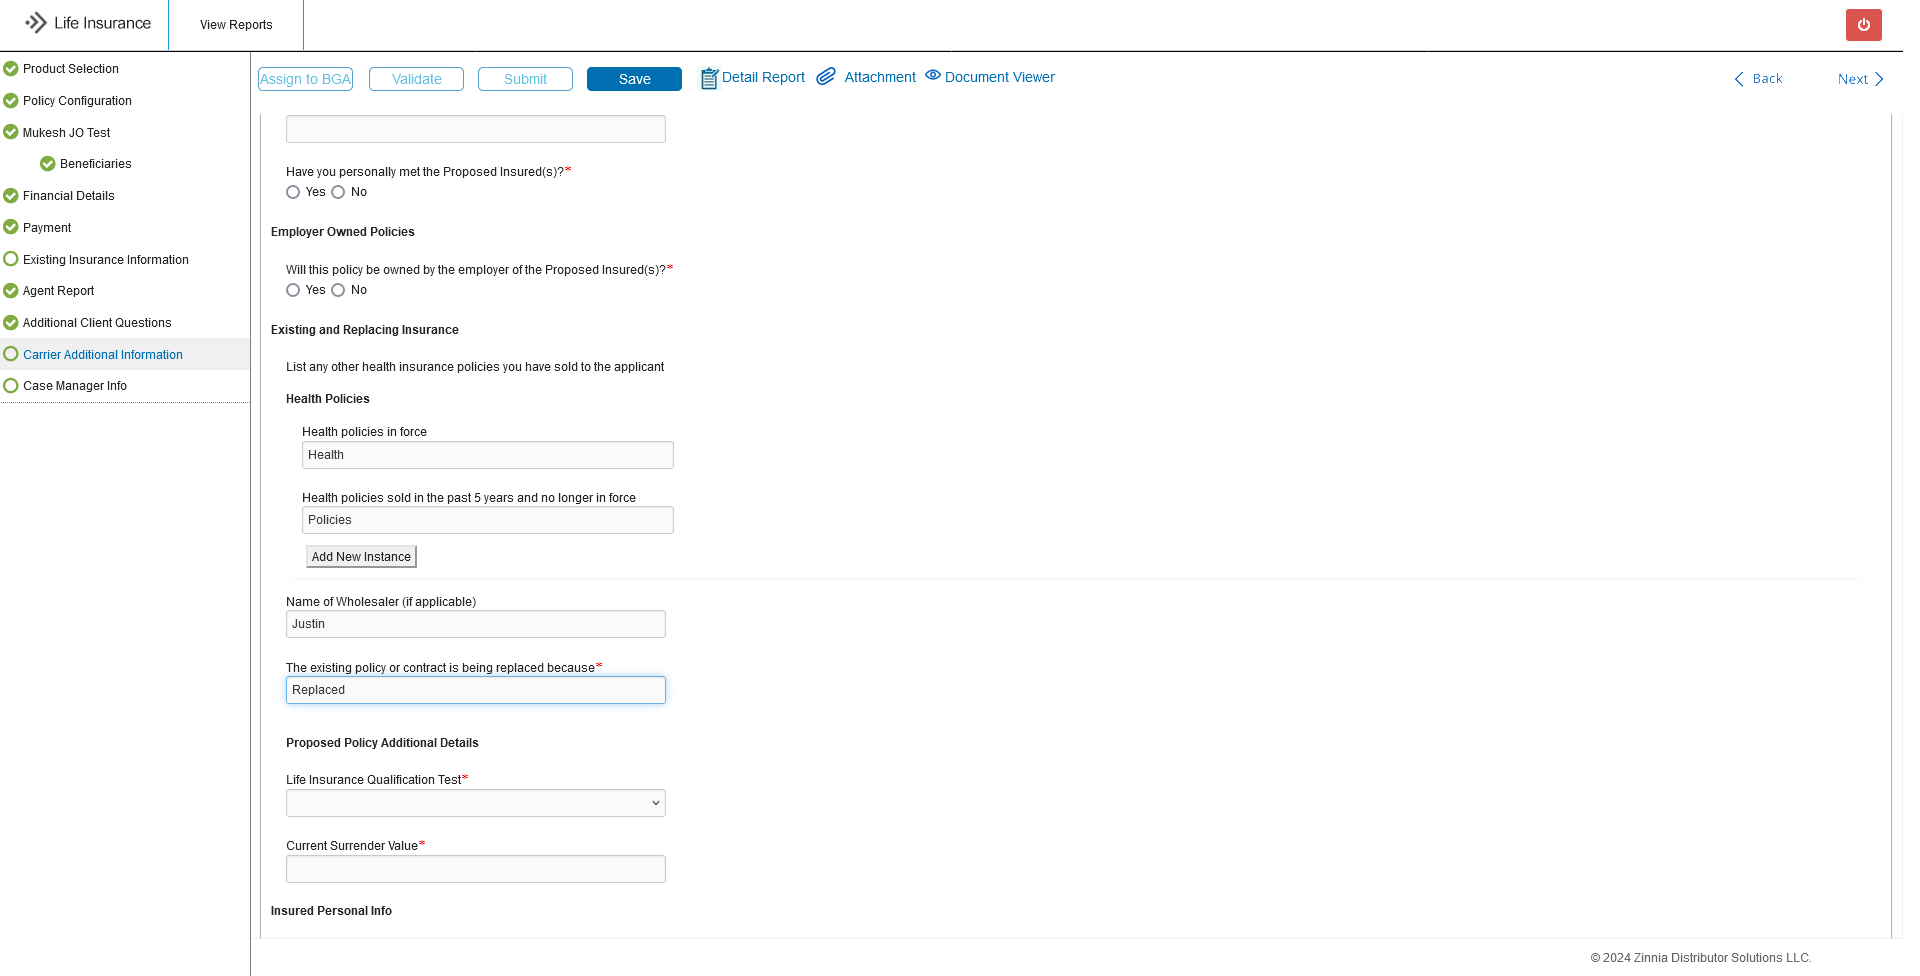 Life Insurance
View Reports
Product Selection
Policy Configuration
Mukesh JO Test
Beneficiaries
Financial Details
Payment
Existing Insurance Information
Agent Report
Additional Client Questions
Carrier Additional Information
Case Manager Info
Assign to BGA Validate Submit Save Detail Report Attachment Document Viewer Back Next
Have you personally met the Proposed Insured(s)?*
Yes No
Employer Owned Policies
Will this policy be owned by the employer of the Proposed Insured(s)?*
Yes No
Existing and Replacing Insurance
List any other health insurance policies you have sold to the applicant
Health Policies
Health policies in force
Health
Health policies sold in the past 5 years and no longer in force
Policies
Add New Instance
Name of Wholesaler (if applicable)
Justin
The existing policy or contract is being replaced because*
Replaced
Proposed Policy Additional Details
Life Insurance Qualification Test*
Current Surrender Value*
Insured Personal Info
© 2024 Zinnia Distributor Solutions LLC.